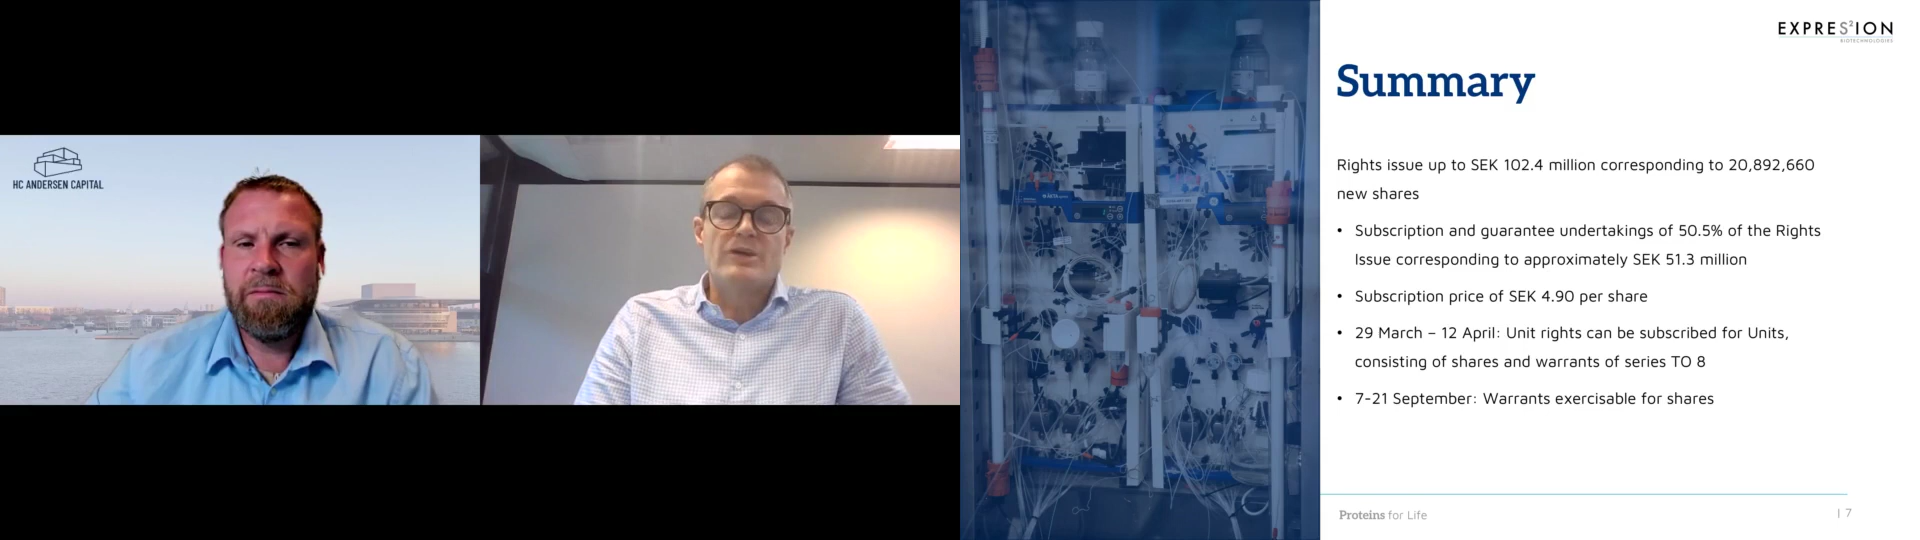 HC ANDERSEN CAPITAL
EXPRES2ION
BIOTECHNOLOGIES
Summary
Rights issue up to SEK 102.4 million corresponding to 20,892,660
new shares
• Subscription and guarantee undertakings of 50.5% of the Rights
Issue corresponding to approximately SEK 51.3 million
• Subscription price of SEK 4.90 per share
• 29 March – 12 April: Unit rights can be subscribed for Units,
consisting of shares and warrants of series TO 8
• 7-21 September: Warrants exercisable for shares
Proteins for Life
| 7